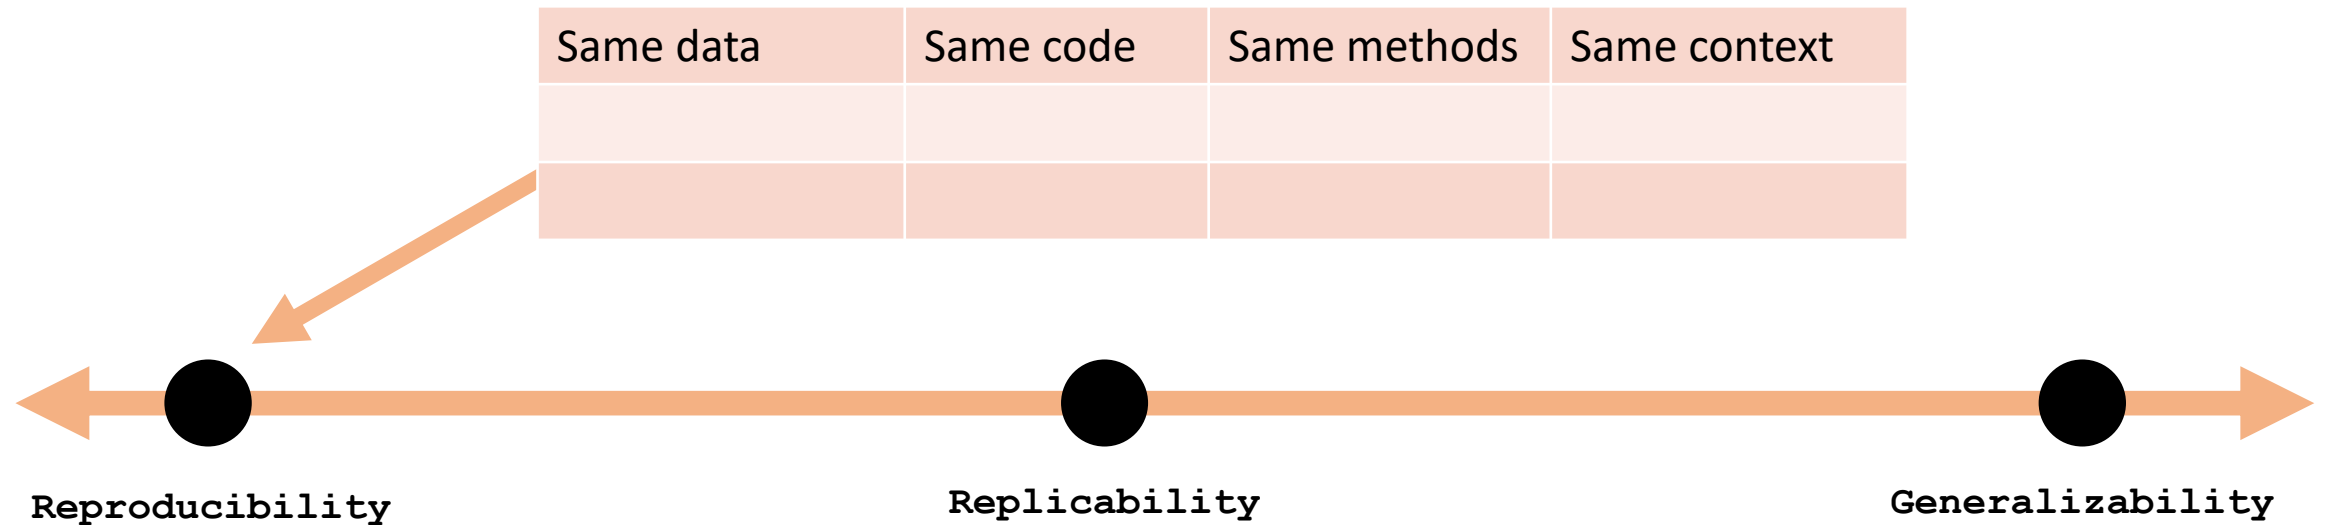 Same data Same code Same methods Same context
Reproducibility Replicability Generalizability